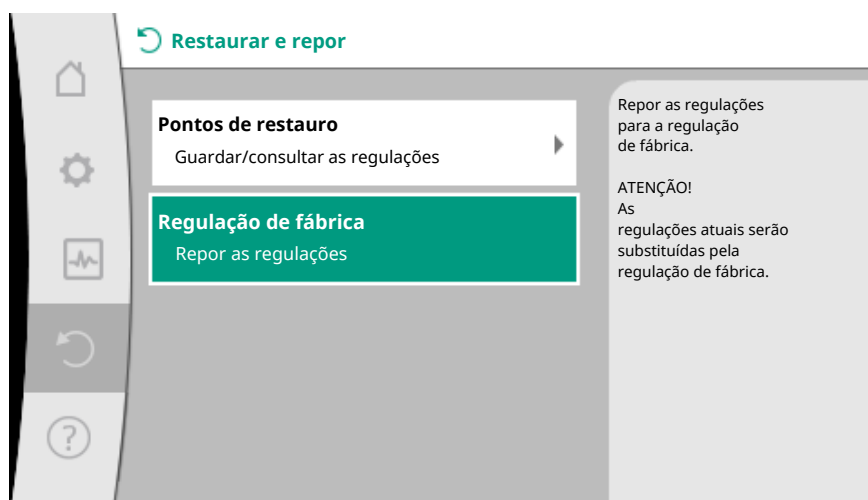 Restaurar e repor
Pontos de restauro
Guardar/consultar as regulações
Regulação de fábrica
Repor as regulações
Repor as regulações
para a regulação
de fábrica.
ATENÇÃO!
As
regulações atuais serão
substituídas pela
regulação de fábrica.
?